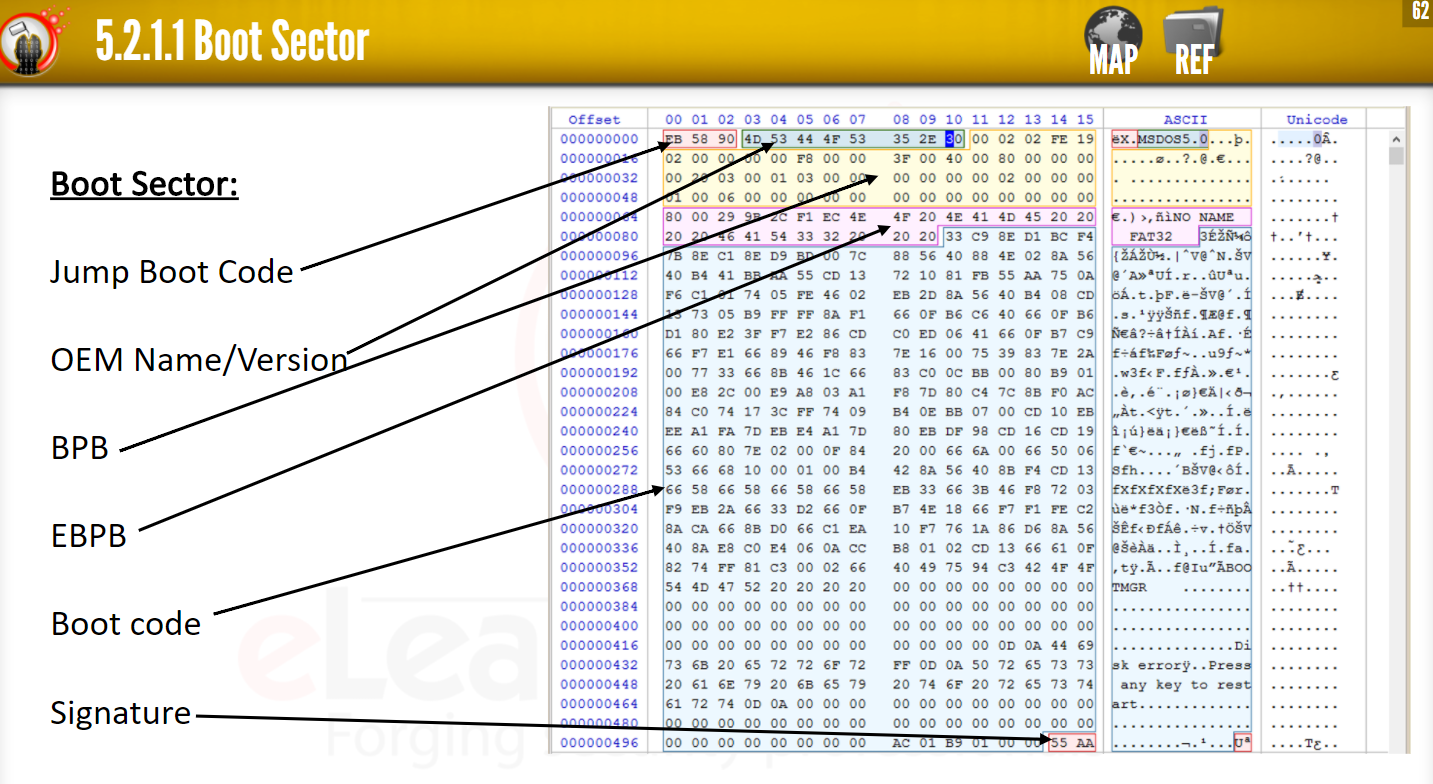 62
5.2.1.1 Boot Sector
MAP
REF
Boot Sector:
Jump Boot Code
OEM Name/Version
BPB
EBPB
Boot code
Signature
Offset 00 01 02 03 04 05 06 07 08 09 10 11 12 13 14 15 ASCII Unicode
000000000 EB 58 90 4D 53 44 4F 53 35 2E 30 00 02 02 FE 19 ëX.MSDOS5.0...þ.
000000016 02 00 00 00 00 F8 00 00 3F 00 40 00 80 00 00 00 .....ø..?.@.€...
000000032 00 20 03 00 01 03 00 00 00 00 00 00 02 00 00 00
000000048 01 00 06 00 00 00 00 00 00 00 00 00 00 00 00 00
000000064 80 00 29 9B 2C F1 EC 4E 4F 20 4E 41 4D 45 20 20 €.)›,ñìNO NAME
000000080 20 20 46 41 54 33 32 20 20 20 33 C9 8E D1 BC F4 FAT32 3ÉŽÑ¼ô
000000096 7B 8E C1 8E D9 BD 00 7C 88 56 40 88 4E 02 8A 56 {ŽÁŽÙ½.|ˆV@ˆN.ŠV
000000112 40 B4 41 BB AA 55 CD 13 72 10 81 FB 55 AA 75 0A @´A»ªUÍ.r..ûUªu.
000000128 F6 C1 01 74 05 FE 46 02 EB 2D 8A 56 40 B4 08 CD öÁ.t.þF.ë-ŠV@´.Í
000000144 13 73 05 B9 FF FF 8A F1 66 0F B6 C6 40 66 0F B6 .s.¹ÿÿŠñf.¶Æ@f.¶
000000160 D1 80 E2 3F F7 E2 86 CD C0 ED 06 41 66 0F B7 C9 Ñ€â?÷â†ÍÀí.Af.·É
000000176 66 F7 E1 66 89 46 F8 83 7E 16 00 75 39 83 7E 2A f÷áf‰Føƒ~..u9ƒ~*
000000192 00 77 33 66 8B 46 1C 66 83 C0 0C BB 00 80 B9 01 .w3f‹F.fƒÀ.».€¹.
000000208 00 E8 2C 00 E9 A8 03 A1 F8 7D 80 C4 7C 8B F0 AC .è,.é¨.¡ø}€Ä|‹ð¬
000000224 84 C0 74 17 3C FF 74 09 B4 0E BB 07 00 CD 10 EB „Àt.<ÿt.´.»..Í.ë
000000240 EE A1 FA 7D EB E4 A1 7D 80 EB DF 98 CD 16 CD 19 î¡ú}ëä¡}€ëß˜Í.Í.
000000256 66 60 80 7E 02 00 0F 84 20 00 66 6A 00 66 50 06 f`€~...„ .fj.fP.
000000272 53 66 68 10 00 01 00 B4 42 8A 56 40 8B F4 CD 13 Sfh....´BŠV@‹ôÍ.
000000288 66 58 66 58 66 58 66 58 EB 33 66 3B 46 F8 72 03 fXfXfXfXë3f;Før.
000000304 F9 EB 2A 66 33 D2 66 0F B7 4E 18 66 F7 F1 FE C2 ùë*f3Òf.·N.f÷ñþÂ
000000320 8A CA 66 8B D0 66 C1 EA 10 F7 76 1A 86 D6 8A 56 ŠÊf‹ÐfÁê.÷v.†ÖŠV
000000336 40 8A E8 C0 E4 06 0A CC B8 01 02 CD 13 66 61 0F @ŠèÀä..Ì¸..Í.fa.
000000352 82 74 FF 81 C3 00 02 66 40 49 75 94 C3 42 4F 4F ‚tÿ.Ã..f@Iu”ÃBOO
000000368 54 4D 47 52 20 20 20 20 00 00 00 00 00 00 00 00 TMGR ........
000000384 00 00 00 00 00 00 00 00 00 00 00 00 00 00 00 00 ................
000000400 00 00 00 00 00 00 00 00 00 00 00 00 00 00 00 00 ................
000000416 00 00 00 00 00 00 00 00 00 00 00 00 0D 0A 44 69 ..............Di
000000432 73 6B 20 65 72 72 6F 72 FF 0D 0A 50 72 65 73 73 sk errorÿ..Press
000000448 20 61 6E 79 20 6B 65 79 20 74 6F 20 72 65 73 74 any key to rest
000000464 61 72 74 0D 0A 00 00 00 00 00 00 00 00 00 00 00 art.............
000000480 00 00 00 00 00 00 00 00 00 00 00 00 00 00 00 00 ................
000000496 00 00 00 00 00 00 00 00 AC 01 B9 01 00 00 55 AA ........¬.¹...Uª
eLea
Forging